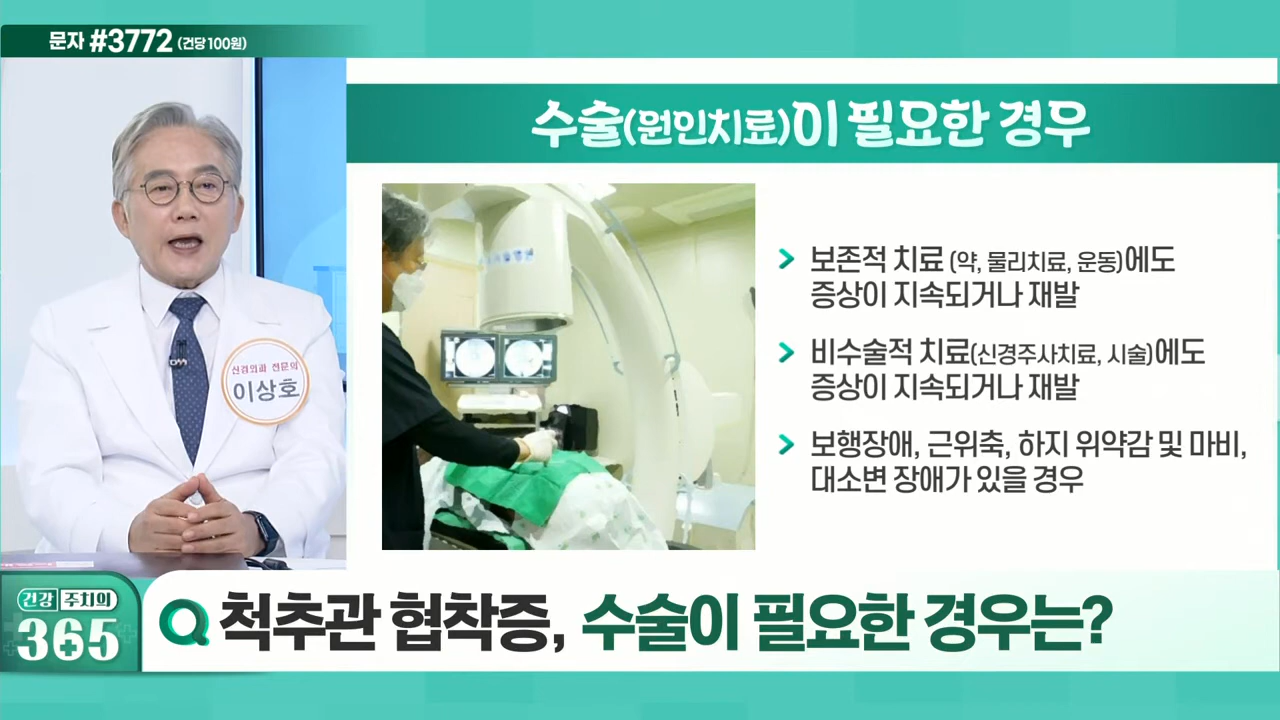 문자 #3772 (건당 100원)
수술(원인치료)이 필요한 경우
보존적 치료 (약, 물리치료, 운동)에도
증상이 지속되거나 재발
비수술적 치료(신경주사치료, 시술)에도
증상이 지속되거나 재발
보행장애, 근위축, 하지 위약감 및 마비,
대소변 장애가 있을 경우
신경외과 전문의
이상호
건강 주치의
365
Q 척추관 협착증, 수술이 필요한 경우는?